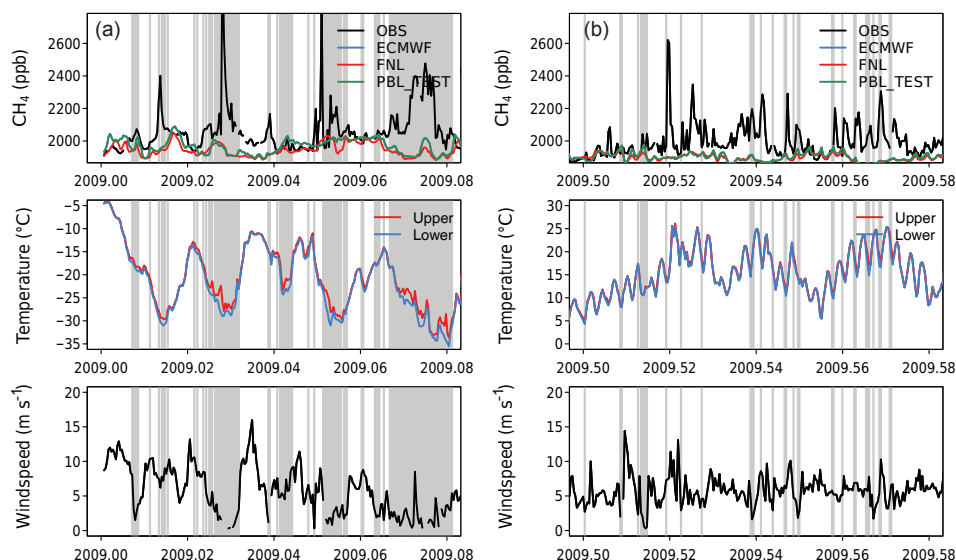 (a)
OBS
ECMWF
FNL
PBL_TEST
CH4 (ppb)
2600
2400
2200
2000
2009.00 2009.02 2009.04 2009.06 2009.08
(b)
OBS
ECMWF
FNL
PBL_TEST
CH4 (ppb)
2600
2400
2200
2000
2009.50 2009.52 2009.54 2009.56 2009.58
Upper
Lower
Temperature (°C)
−5
−10
−15
−20
−25
−30
−35
2009.00 2009.02 2009.04 2009.06 2009.08
Upper
Lower
Temperature (°C)
30
25
20
15
10
5
0
2009.50 2009.52 2009.54 2009.56 2009.58
Windspeed (m s⁻¹)
20
15
10
5
0
2009.00 2009.02 2009.04 2009.06 2009.08
Windspeed (m s⁻¹)
20
15
10
5
0
2009.50 2009.52 2009.54 2009.56 2009.58